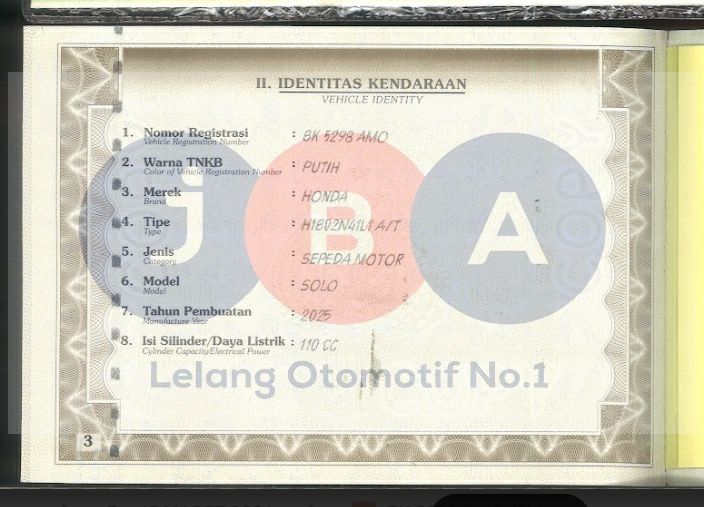 II. IDENTITAS KENDARAAN
VEHICLE IDENTITY
1. Nomor Registrasi : BK 5298 AMO
Vehicle Registration Number
2. Warna TNKB : PUTIH
Color of Vehicle Registration Number
3. Merek : HONDA
Brand
4. Tipe : H1B02N41L1 A/T
Type
5. Jenis : SEPEDA MOTOR
Category
6. Model : SOLO
Model
7. Tahun Pembuatan : 2025
Manufacture Year
8. Isi Silinder/Daya Listrik : 110 CC
Cylinder Capacity/Electrical Power
j B A
Lelang Otomotif No.1
3